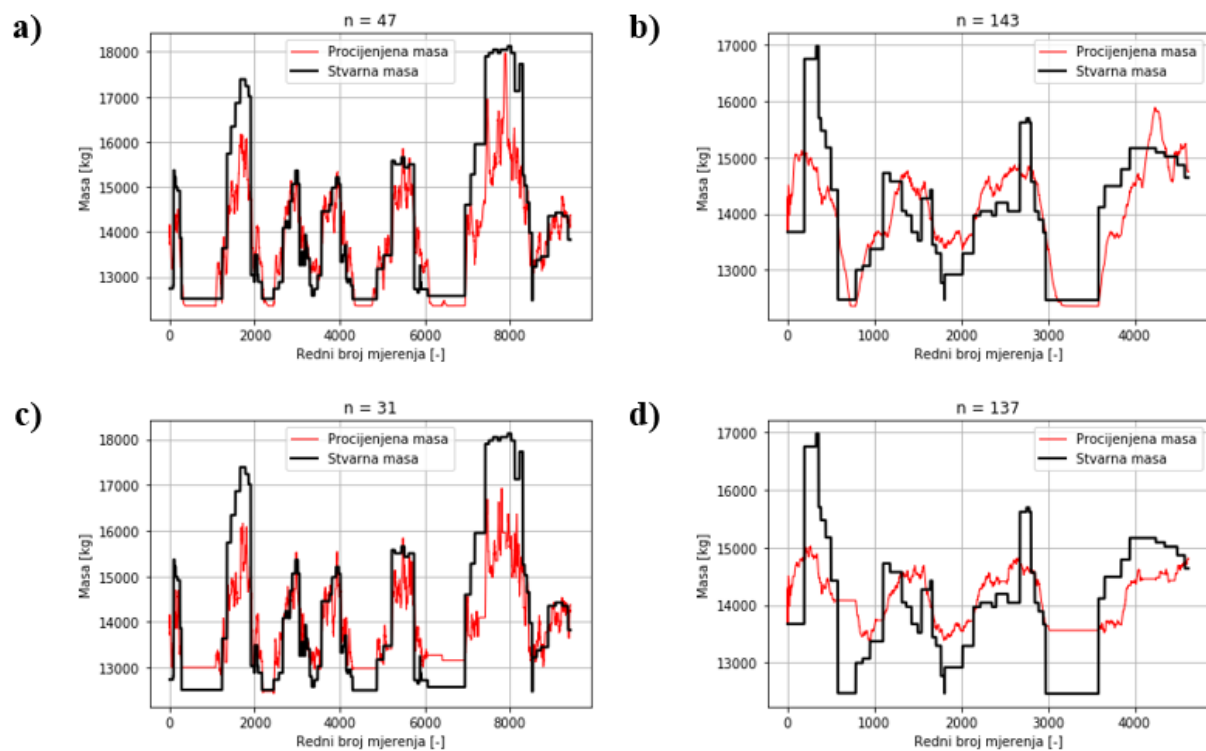 a)
n = 47
Masa [kg]
18000
17000
16000
15000
14000
13000
Procijenjena masa
Stvarna masa
0 2000 4000 6000 8000
Redni broj mjerenja [-]
b)
n = 143
Masa [kg]
17000
16000
15000
14000
13000
Procijenjena masa
Stvarna masa
0 1000 2000 3000 4000
Redni broj mjerenja [-]
c)
n = 31
Masa [kg]
18000
17000
16000
15000
14000
13000
Procijenjena masa
Stvarna masa
0 2000 4000 6000 8000
Redni broj mjerenja [-]
d)
n = 137
Masa [kg]
17000
16000
15000
14000
13000
Procijenjena masa
Stvarna masa
0 1000 2000 3000 4000
Redni broj mjerenja [-]